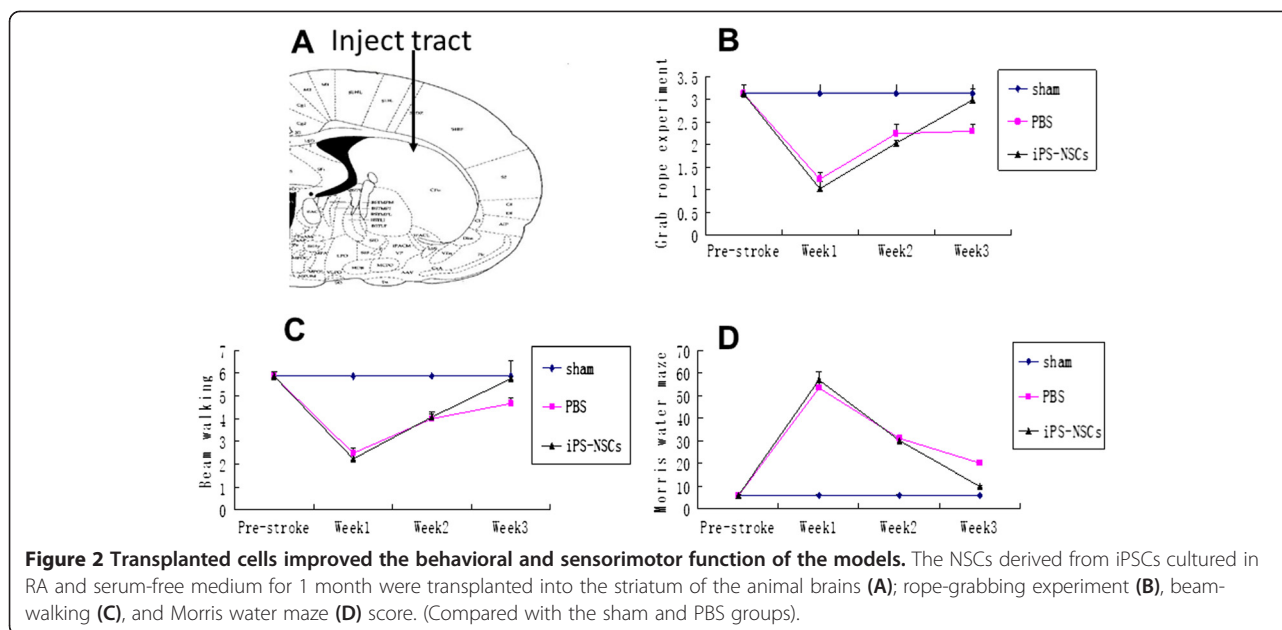 A Inject tract
B
3.5
3
2.5
2
1.5
1
0.5
0
Grab rope experiment
Pre-stroke Week1 Week2 Week3
sham
PBS
iPS-NSCs
C
7
6
5
4
3
2
1
0
Beam walking
Pre-stroke Week1 Week2 Week3
sham
PBS
iPS-NSCs
D
70
60
50
40
30
20
10
0
Morris water maze
Pre-stroke Week1 Week2 Week3
sham
PBS
iPS-NSCs
Figure 2 Transplanted cells improved the behavioral and sensorimotor function of the models. The NSCs derived from iPSCs cultured in
RA and serum-free medium for 1 month were transplanted into the striatum of the animal brains (A); rope-grabbing experiment (B), beam-
walking (C), and Morris water maze (D) score. (Compared with the sham and PBS groups).